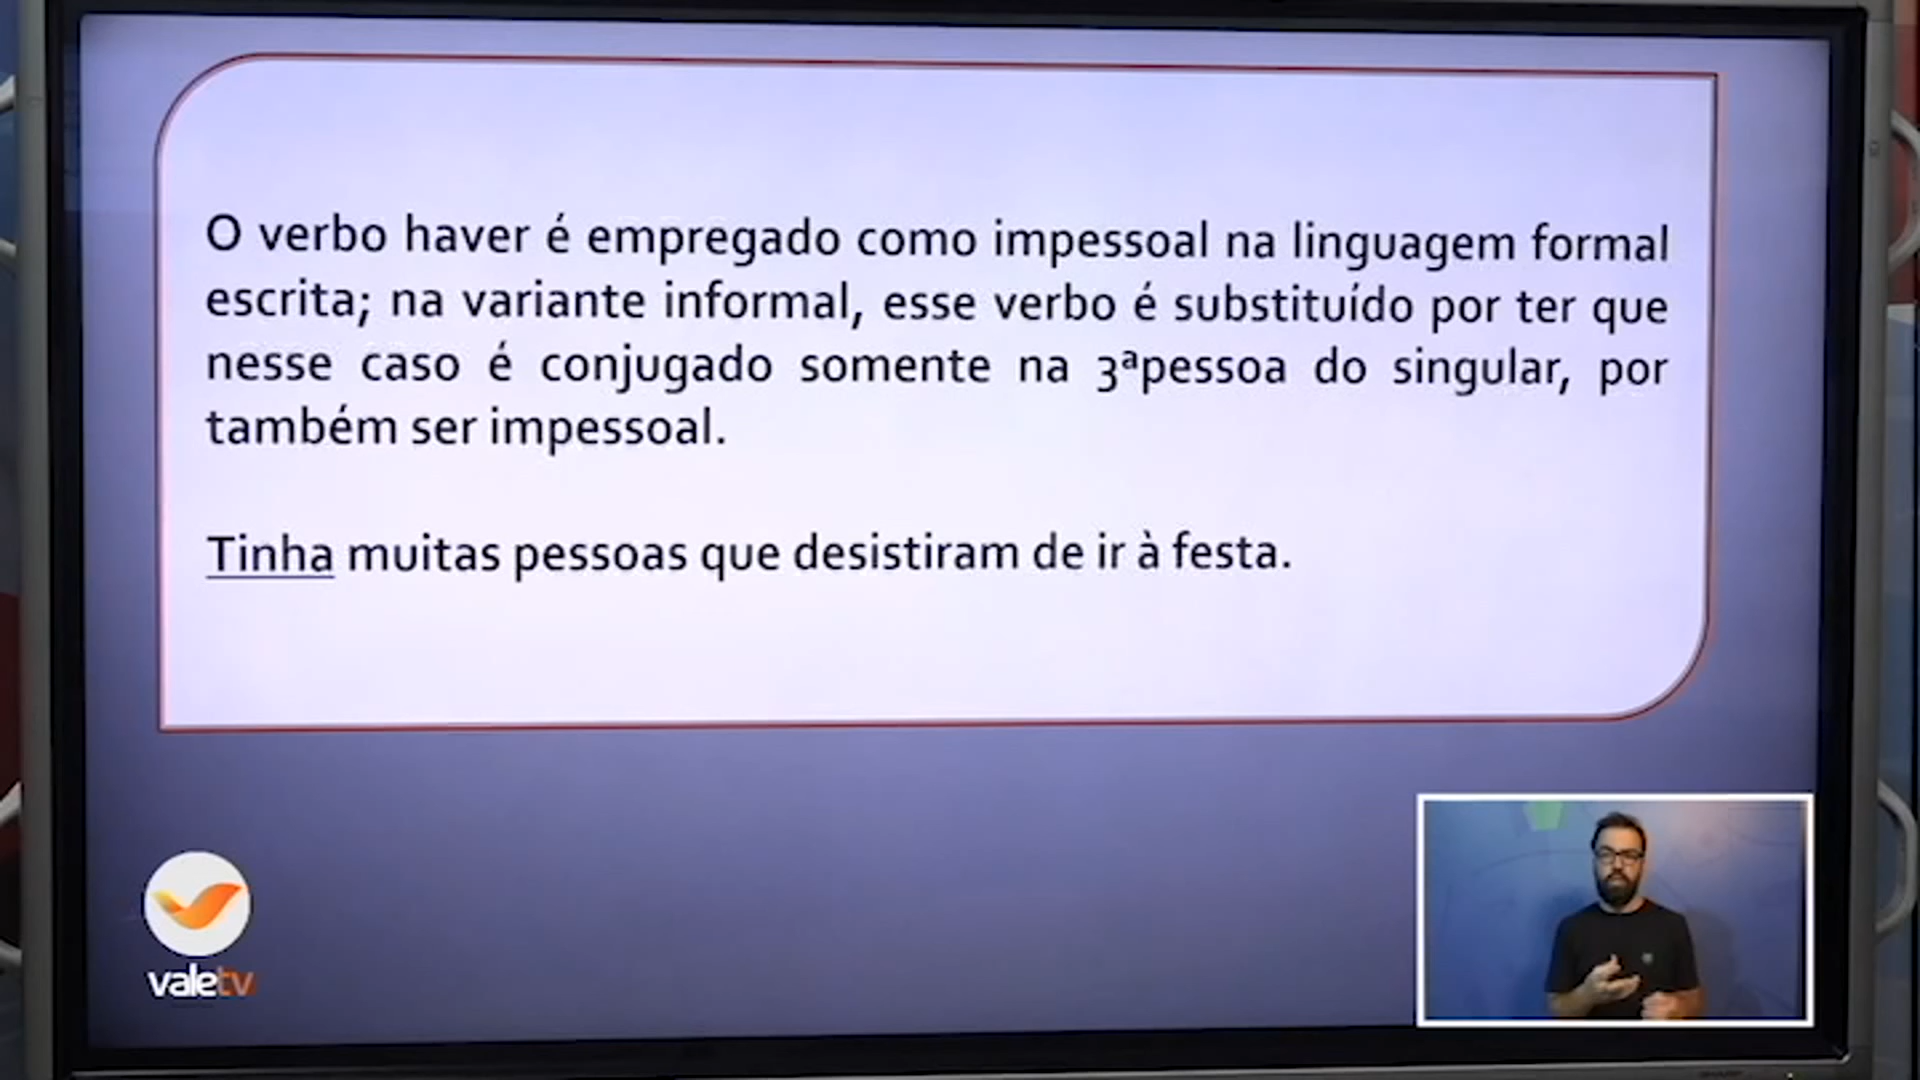 O verbo haver é empregado como impessoal na linguagem formal
escrita; na variante informal, esse verbo é substituído por ter que
nesse caso é conjugado somente na 3ªpessoa do singular, por
também ser impessoal.
Tinha muitas pessoas que desistiram de ir à festa.
valetv